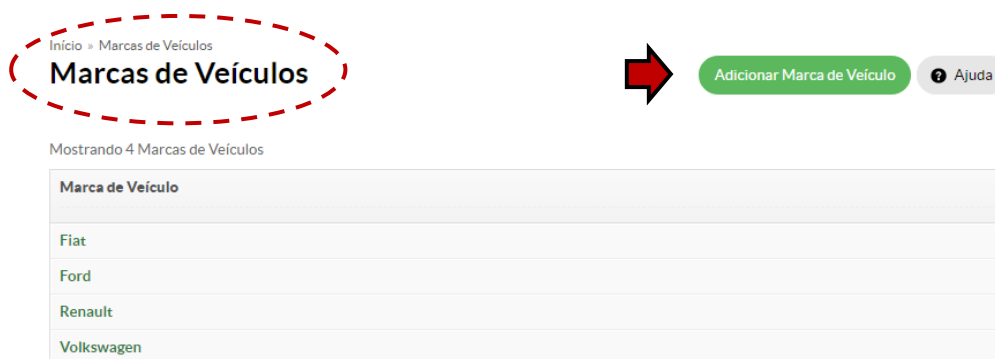 Início » Marcas de Veículos
Marcas de Veículos
Adicionar Marca de Veículo
? Ajuda
Mostrando 4 Marcas de Veículos
Marca de Veículo
Fiat
Ford
Renault
Volkswagen